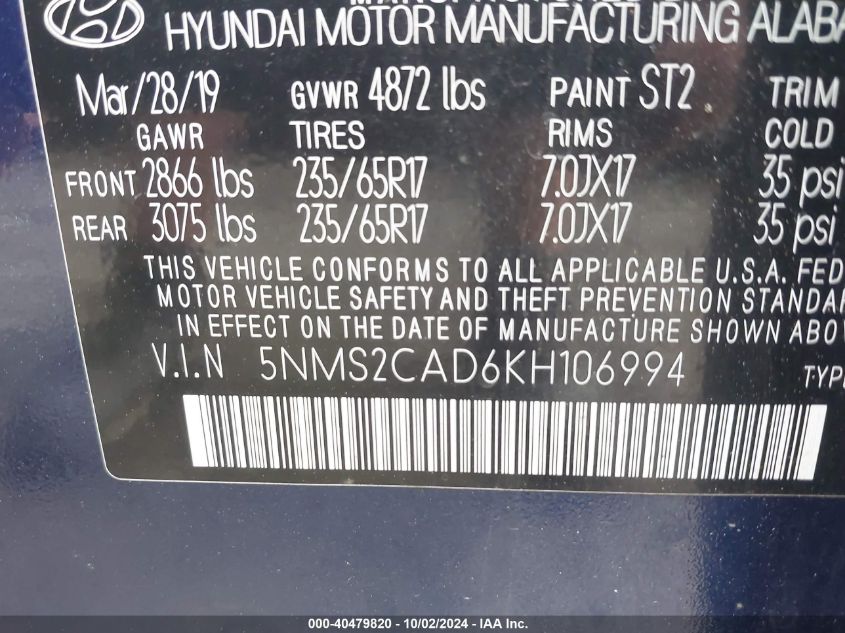 HYUNDAI MOTOR MANUFACTURING ALABA
Mar/28/19 GVWR 4872 lbs PAINT ST2 TRIM
GAWR TIRES RIMS COLD
FRONT 2866 lbs 235/65R17 7.0JX17 35 psi
REAR 3075 lbs 235/65R17 7.0JX17 35 psi
THIS VEHICLE CONFORMS TO ALL APPLICABLE U.S.A. FED
MOTOR VEHICLE SAFETY AND THEFT PREVENTION STANDAR
IN EFFECT ON THE DATE OF MANUFACTURE SHOWN ABOV
V.I.N 5NMS2CAD6KH106994 TYPE
000-40479820 - 10/02/2024 - IAA Inc.